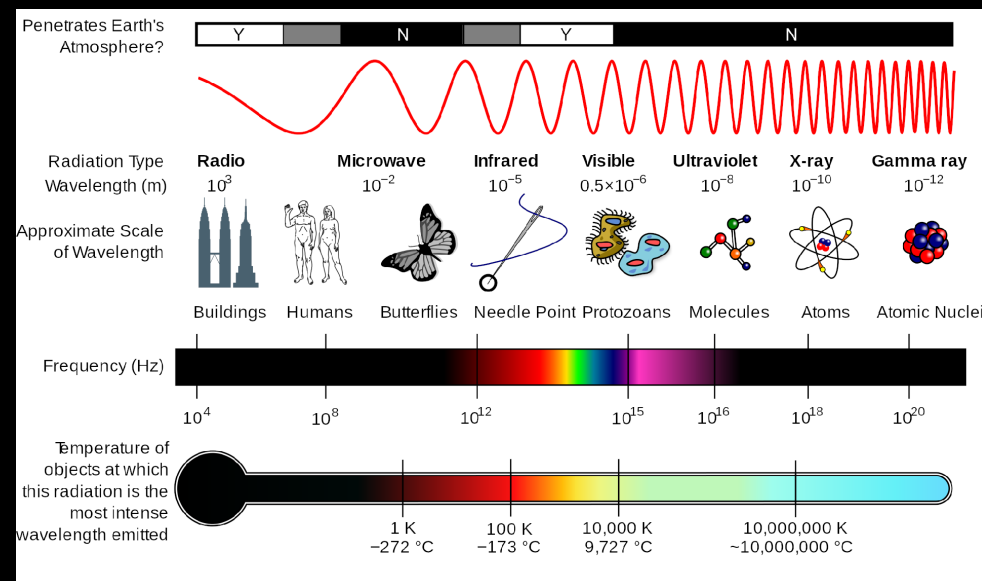 Penetrates Earth's
Atmosphere?
Y N Y N
Radiation Type
Radio Microwave Infrared Visible Ultraviolet X-ray Gamma ray
Wavelength (m)
10³ 10⁻² 10⁻⁵ 0.5×10⁻⁶ 10⁻⁸ 10⁻¹⁰ 10⁻¹²
Approximate Scale
of Wavelength
Buildings Humans Butterflies Needle Point Protozoans Molecules Atoms Atomic Nuclei
Frequency (Hz)
10⁴ 10⁸ 10¹² 10¹⁵ 10¹⁶ 10¹⁸ 10²⁰
Temperature of
objects at which
this radiation is the
most intense
wavelength emitted
1 K 100 K 10,000 K 10,000,000 K
−272 °C −173 °C 9,727 °C ~10,000,000 °C